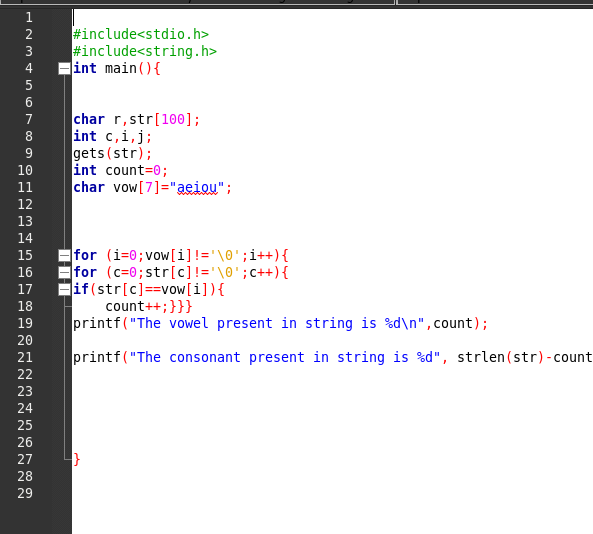 1
2 #include<stdio.h>
3 #include<string.h>
4 int main(){
5
6
7 char r,str[100];
8 int c,i,j;
9 gets(str);
10 int count=0;
11 char vow[7]="aeiou";
12
13
14
15 for (i=0;vow[i]!='\0';i++){
16 for (c=0;str[c]!='\0';c++){
17 if(str[c]==vow[i]){
18     count++;}}}
19 printf("The vowel present in string is %d\n",count);
20
21 printf("The consonant present in string is %d", strlen(str)-count
22
23
24
25
26
27 }
28
29